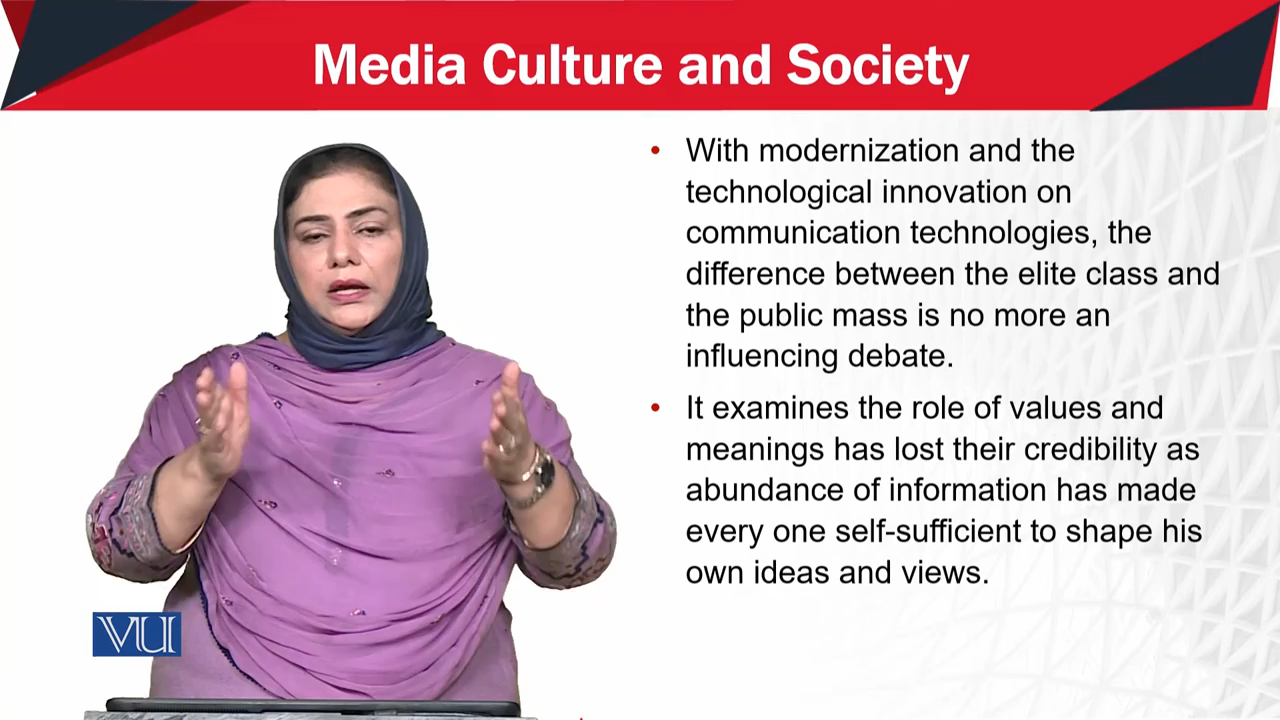 Media Culture and Society
• With modernization and the
technological innovation on
communication technologies, the
difference between the elite class and
the public mass is no more an
influencing debate.
• It examines the role of values and
meanings has lost their credibility as
abundance of information has made
every one self-sufficient to shape his
own ideas and views.
VU